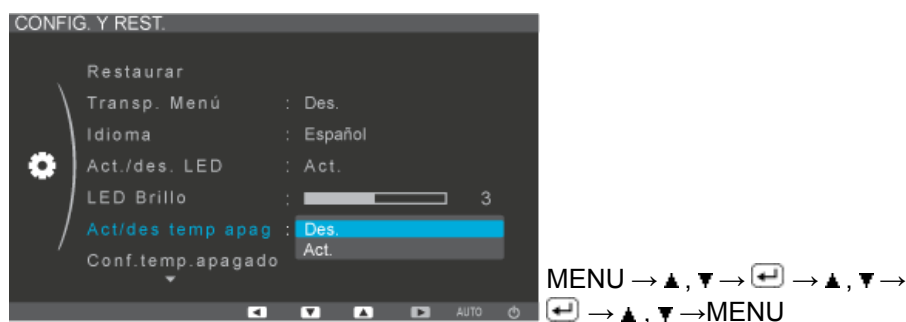 CONFIG. Y REST.
Restaurar
Transp. Menú : Des.
Idioma : Español
Act./des. LED : Act.
LED Brillo : 3
Act/des temp apag : Des.
Act.
Conf.temp.apagado
AUTO
MENU → ▲ , ▼ → ↵ → ▲ , ▼ →
↵ → ▲ , ▼ →MENU